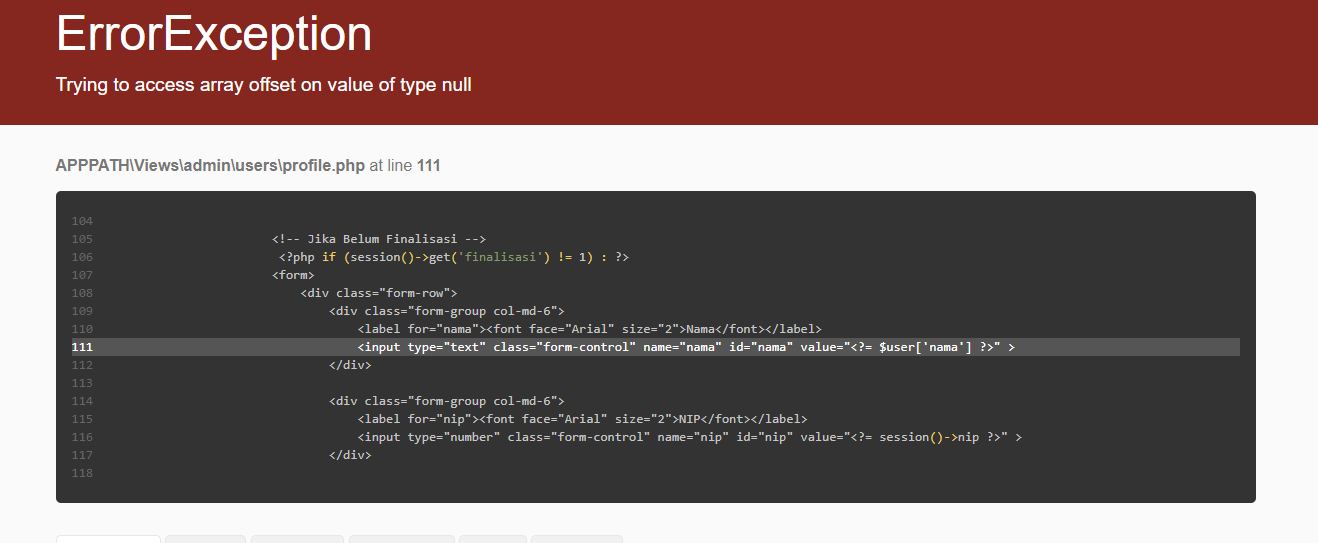 ErrorException
Trying to access array offset on value of type null
APPPATH\Views\admin\users\profile.php at line 111
104
105 <!-- Jika Belum Finalisasi -->
106 <?php if (session()->get('finalisasi') != 1) : ?>
107 <form>
108 <div class="form-row">
109 <div class="form-group col-md-6">
110 <label for="nama"><font face="Arial" size="2">Nama</font></label>
111 <input type="text" class="form-control" name="nama" id="nama" value="<?= $user['nama'] ?>" >
112 </div>
113
114 <div class="form-group col-md-6">
115 <label for="nip"><font face="Arial" size="2">NIP</font></label>
116 <input type="number" class="form-control" name="nip" id="nip" value="<?= session()->nip ?>" >
117 </div>
118